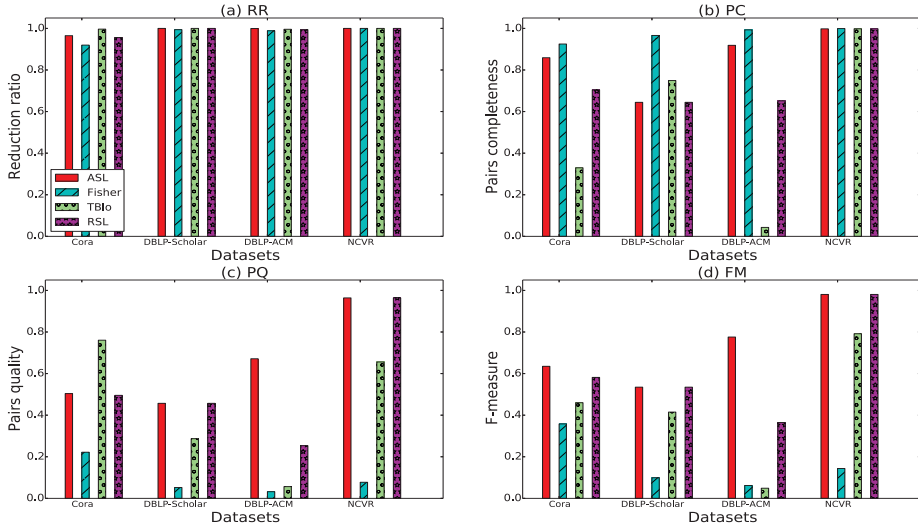 (a) RR
Reduction ratio
1.0
0.8
0.6
0.4
0.2
0.0
ASL
Fisher
TBlo
RSL
Cora DBLP-Scholar DBLP-ACM NCVR
Datasets
(b) PC
Pairs completeness
1.0
0.8
0.6
0.4
0.2
0.0
Cora DBLP-Scholar DBLP-ACM NCVR
Datasets
(c) PQ
Pairs quality
1.0
0.8
0.6
0.4
0.2
0.0
Cora DBLP-Scholar DBLP-ACM NCVR
Datasets
(d) FM
F-measure
1.0
0.8
0.6
0.4
0.2
0.0
Cora DBLP-Scholar DBLP-ACM NCVR
Datasets